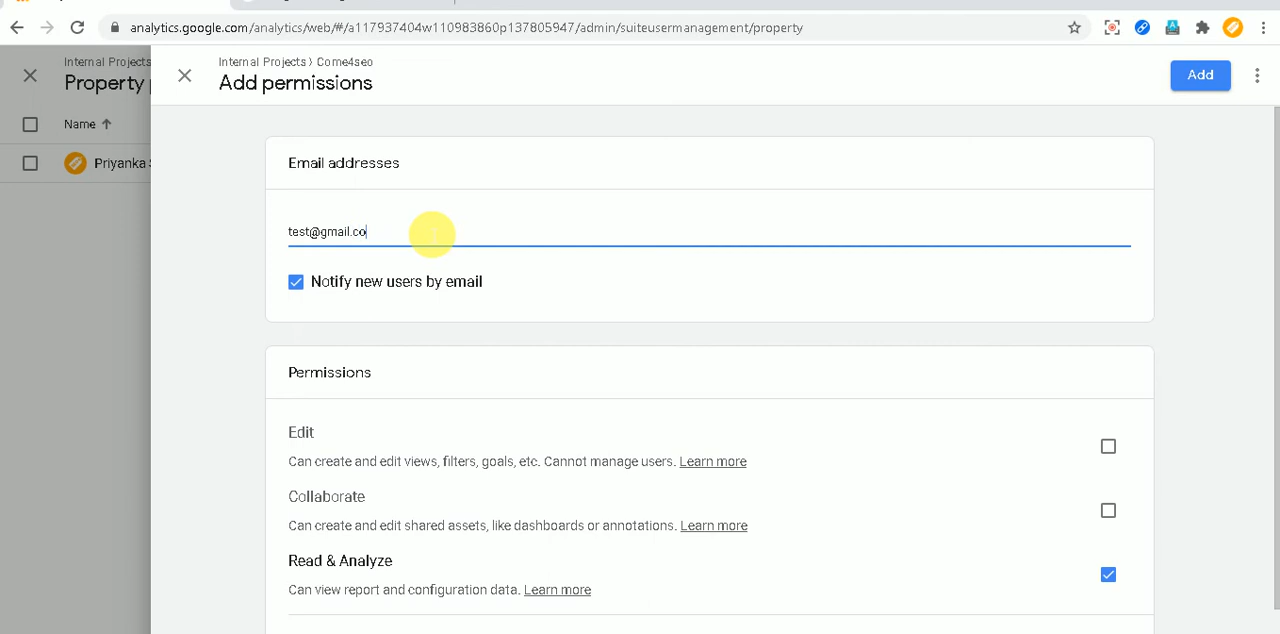 analytics.google.com/analytics/web/#/a117937404w110983860p137805947/admin/suiteusermanagement/property
Internal Projects
Property
Name
Priyanka
Internal Projects > Come4seo
Add permissions
Add
Email addresses
test@gmail.co
Notify new users by email
Permissions
Edit
Can create and edit views, filters, goals, etc. Cannot manage users. Learn more
Collaborate
Can create and edit shared assets, like dashboards or annotations. Learn more
Read & Analyze
Can view report and configuration data. Learn more